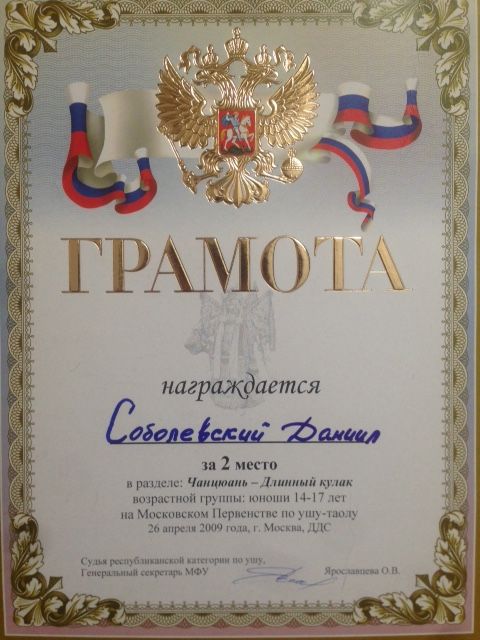 ГРАМОТА
награждается
Соболевский Даниил
за 2 место
в разделе: Чанцюань – Длинный кулак
возрастной группы: юноши 14-17 лет
на Московском Первенстве по ушу-таолу
26 апреля 2009 года, г. Москва, ДДС
Судья республиканской категории по ушу,
Генеральный секретарь МФУ Ярославцева О.В.